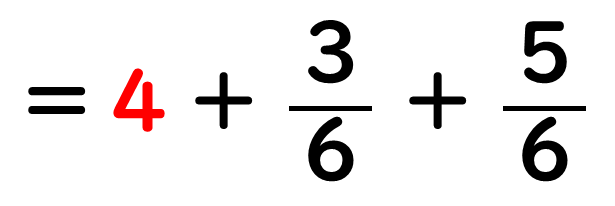 = 4 + 3/6 + 5/6